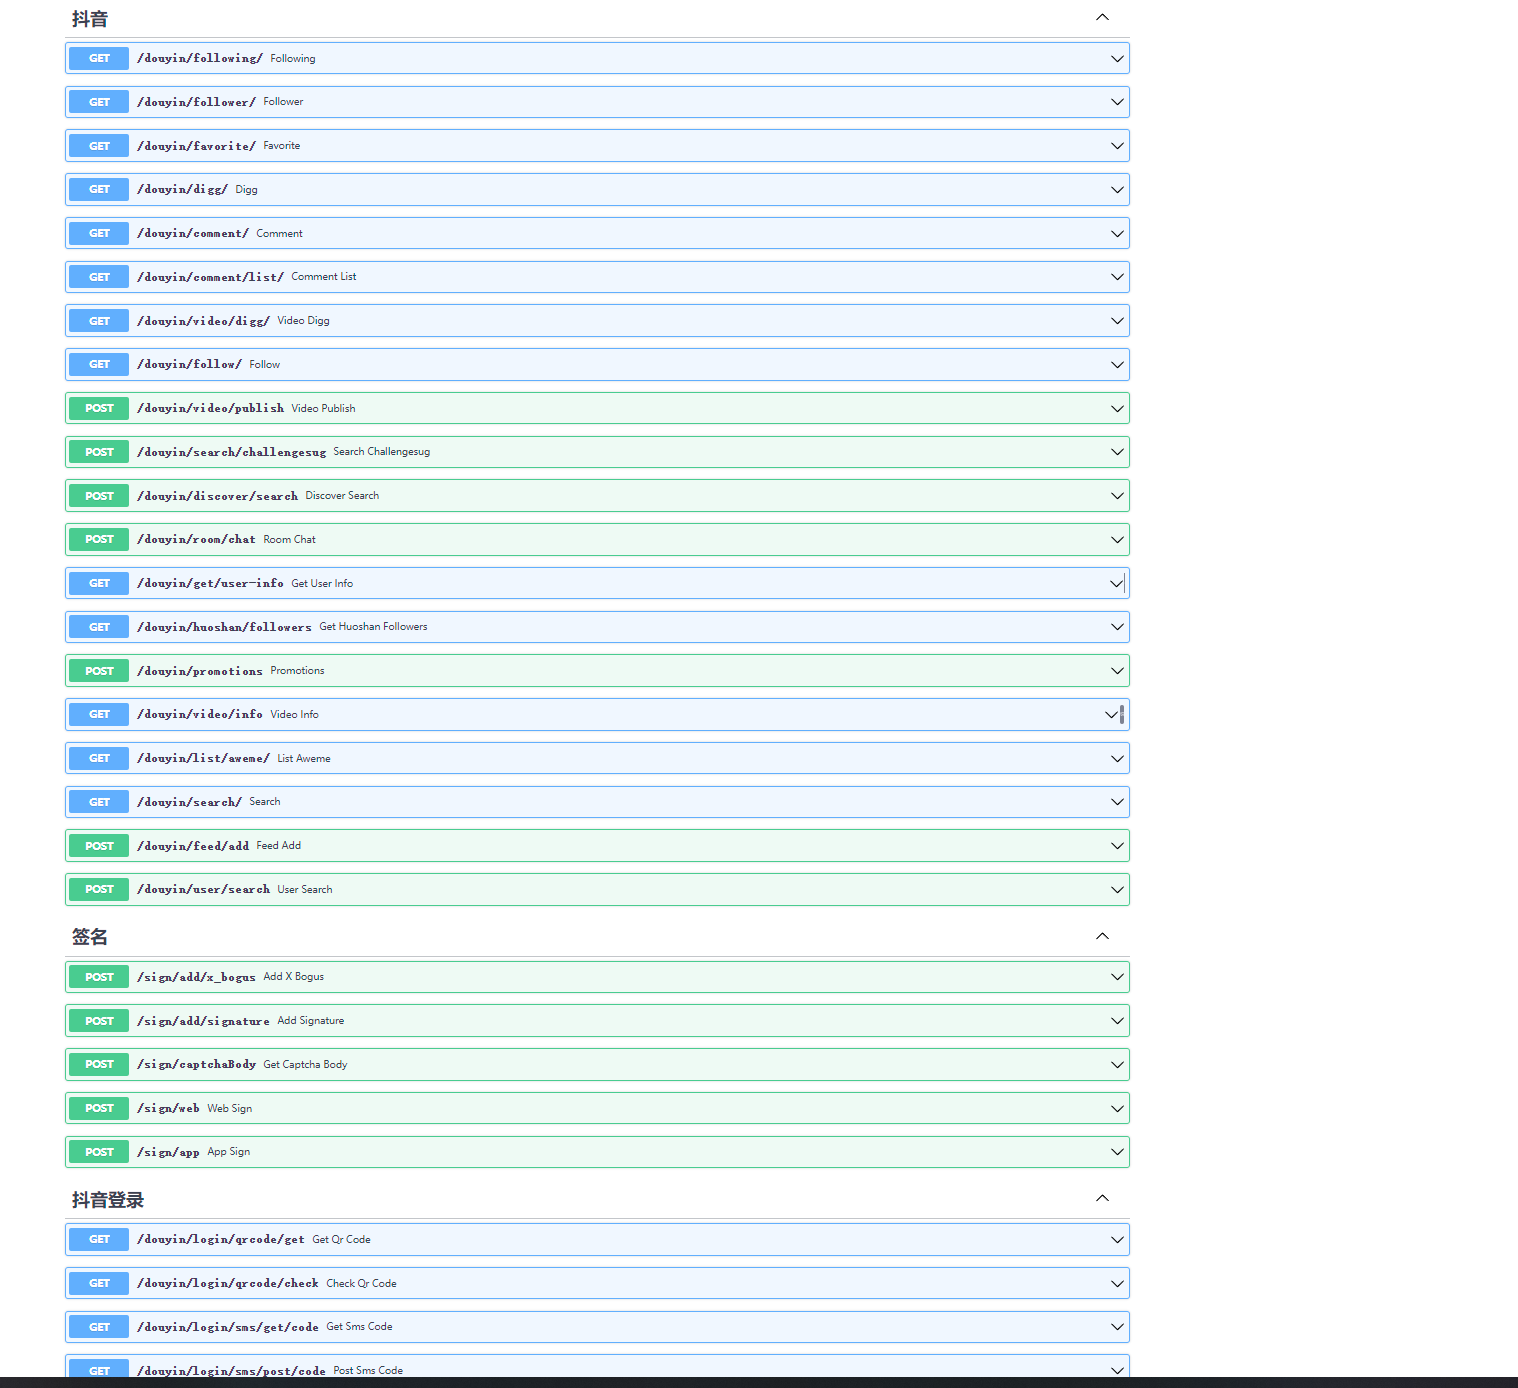 抖音
GET /douyin/following/ Following
GET /douyin/follower/ Follower
GET /douyin/favorite/ Favorite
GET /douyin/digg/ Digg
GET /douyin/comment/ Comment
GET /douyin/comment/list/ Comment List
GET /douyin/video/digg/ Video Digg
GET /douyin/follow/ Follow
POST /douyin/video/publish Video Publish
POST /douyin/search/challengesug Search Challengesug
POST /douyin/discover/search Discover Search
POST /douyin/room/chat Room Chat
GET /douyin/get/user-info Get User Info
GET /douyin/huoshan/followers Get Huoshan Followers
POST /douyin/promotions Promotions
GET /douyin/video/info Video Info
GET /douyin/list/aweme/ List Aweme
GET /douyin/search/ Search
POST /douyin/feed/add Feed Add
POST /douyin/user/search User Search
签名
POST /sign/add/x_bogus Add X Bogus
POST /sign/add/signature Add Signature
POST /sign/captchaBody Get Captcha Body
POST /sign/web Web Sign
POST /sign/app App Sign
抖音登录
GET /douyin/login/qrcode/get Get Qr Code
GET /douyin/login/qrcode/check Check Qr Code
GET /douyin/login/sms/get/code Get Sms Code
GET /douyin/login/sms/post/code Post Sms Code